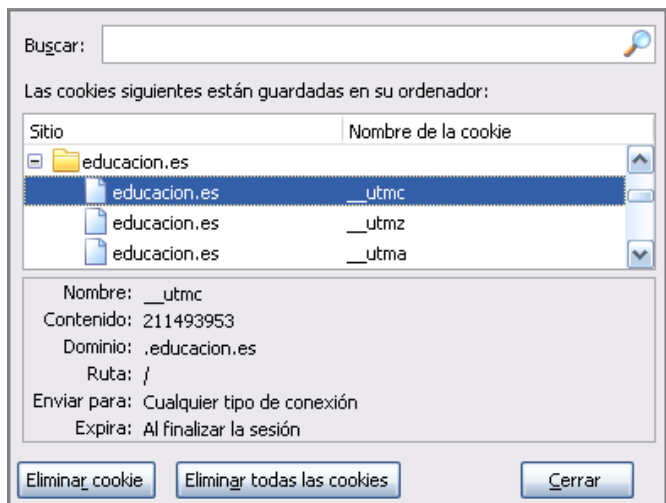 Buscar:
Las cookies siguientes están guardadas en su ordenador:
Sitio Nombre de la cookie
educacion.es
educacion.es __utmc
educacion.es __utmz
educacion.es __utma
Nombre: __utmc
Contenido: 211493953
Dominio: .educacion.es
Ruta: /
Enviar para: Cualquier tipo de conexión
Expira: Al finalizar la sesión
Eliminar cookie Eliminar todas las cookies Cerrar